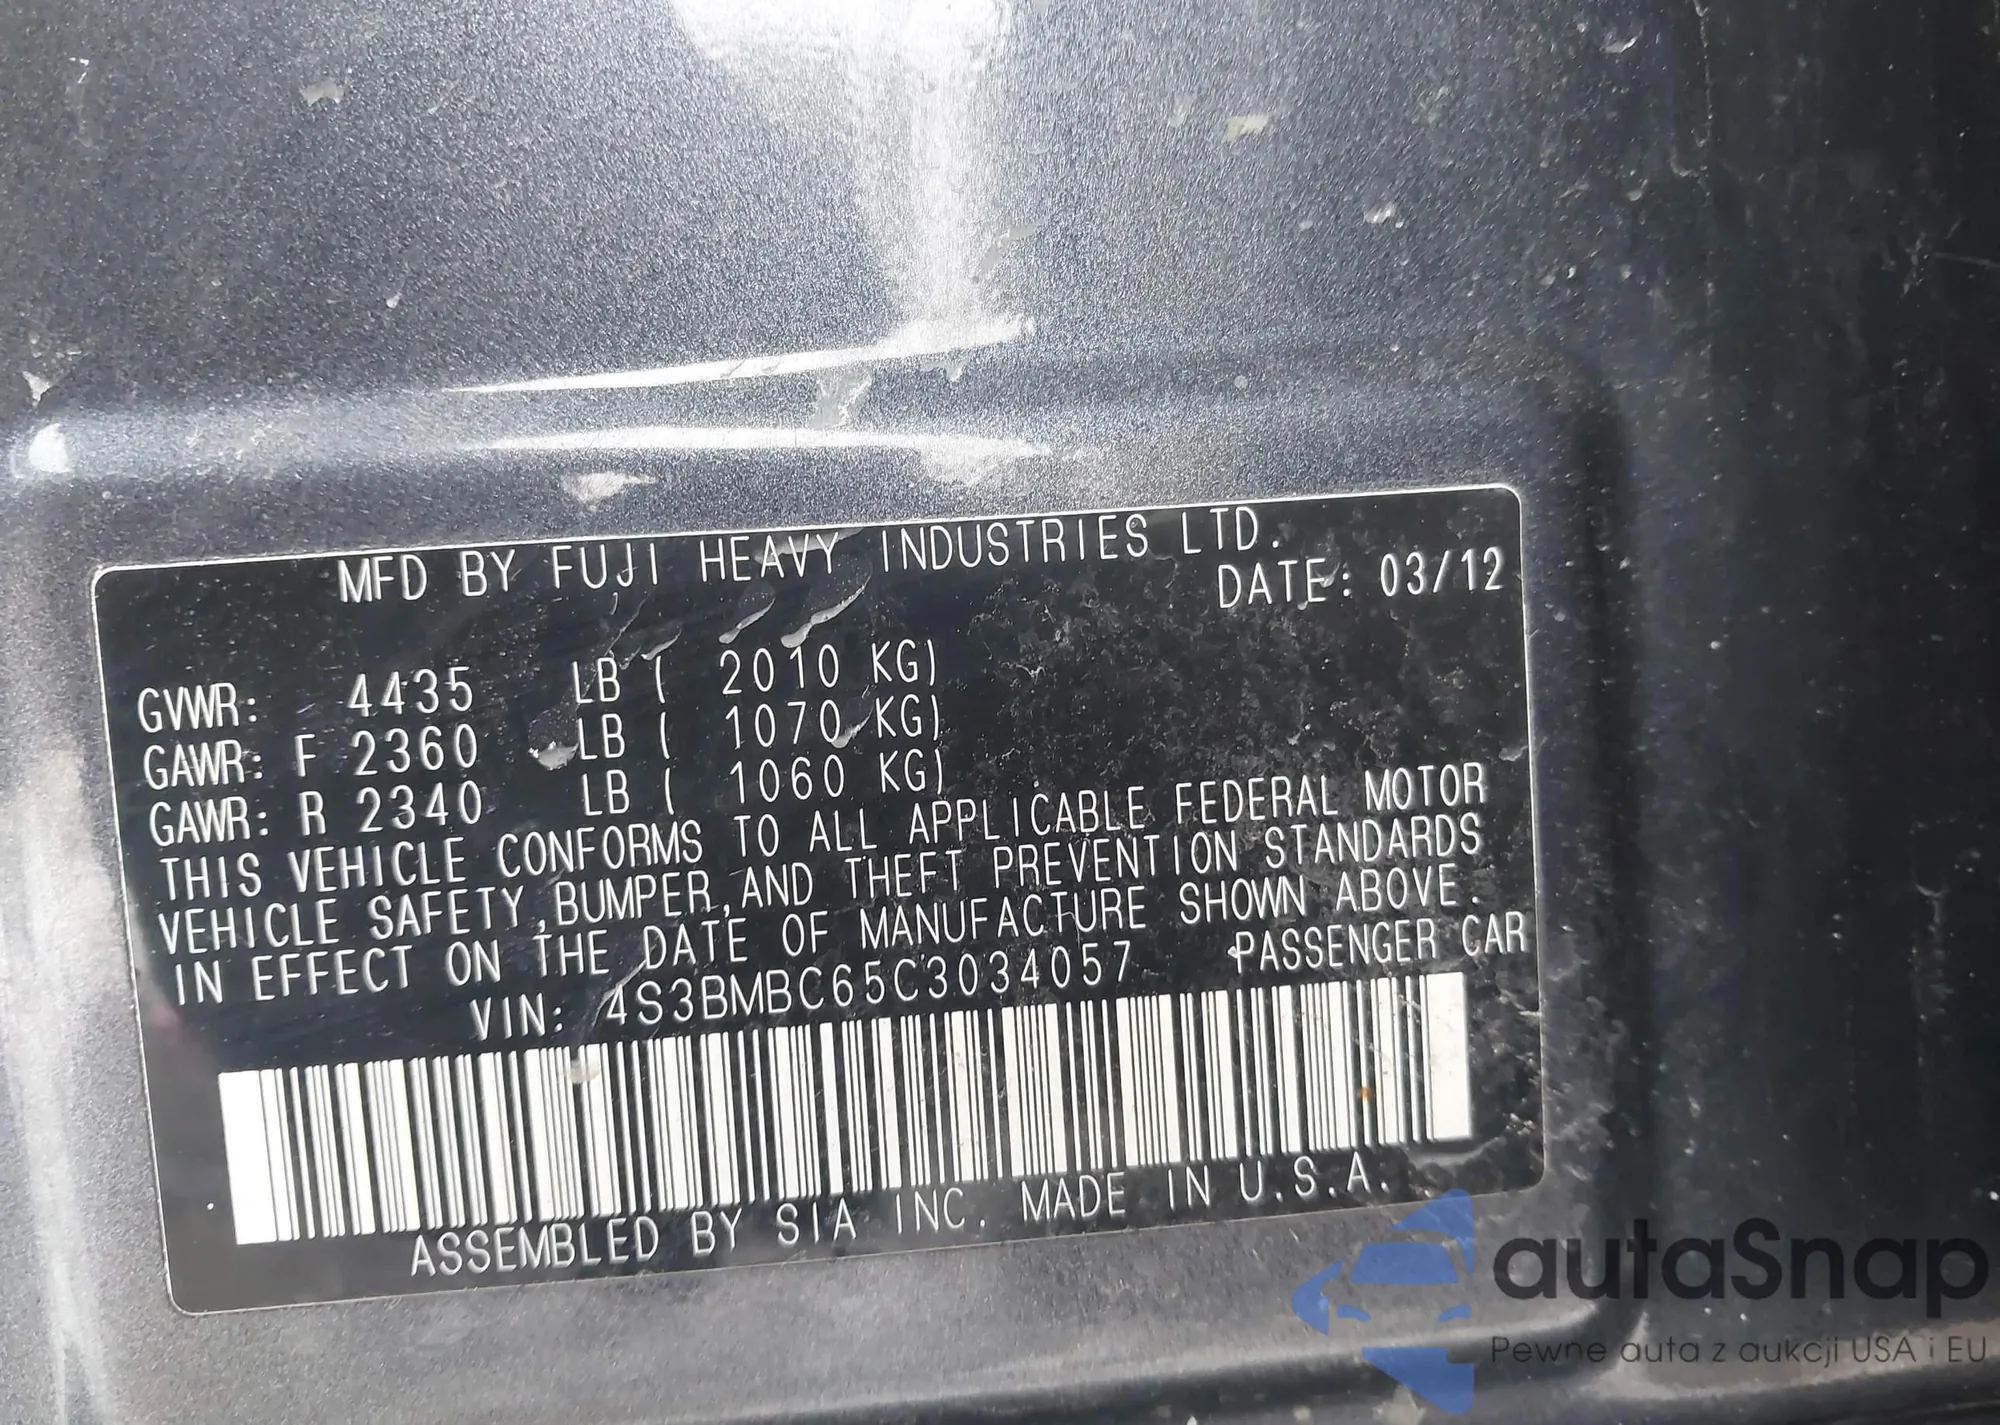 MFD BY FUJI HEAVY INDUSTRIES LTD.
DATE: 03/12
GVWR: 4435 LB ( 2010 KG)
GAWR: F 2360 LB ( 1070 KG)
GAWR: R 2340 LB ( 1060 KG)
THIS VEHICLE CONFORMS TO ALL APPLICABLE FEDERAL MOTOR
VEHICLE SAFETY,BUMPER,AND THEFT PREVENTION STANDARDS
IN EFFECT ON THE DATE OF MANUFACTURE SHOWN ABOVE.
VIN: 4S3BMBC65C3034057 PASSENGER CAR
ASSEMBLED BY SIA INC. MADE IN U.S.A.
autaSnap
Pewne auta z aukcji USA i EU